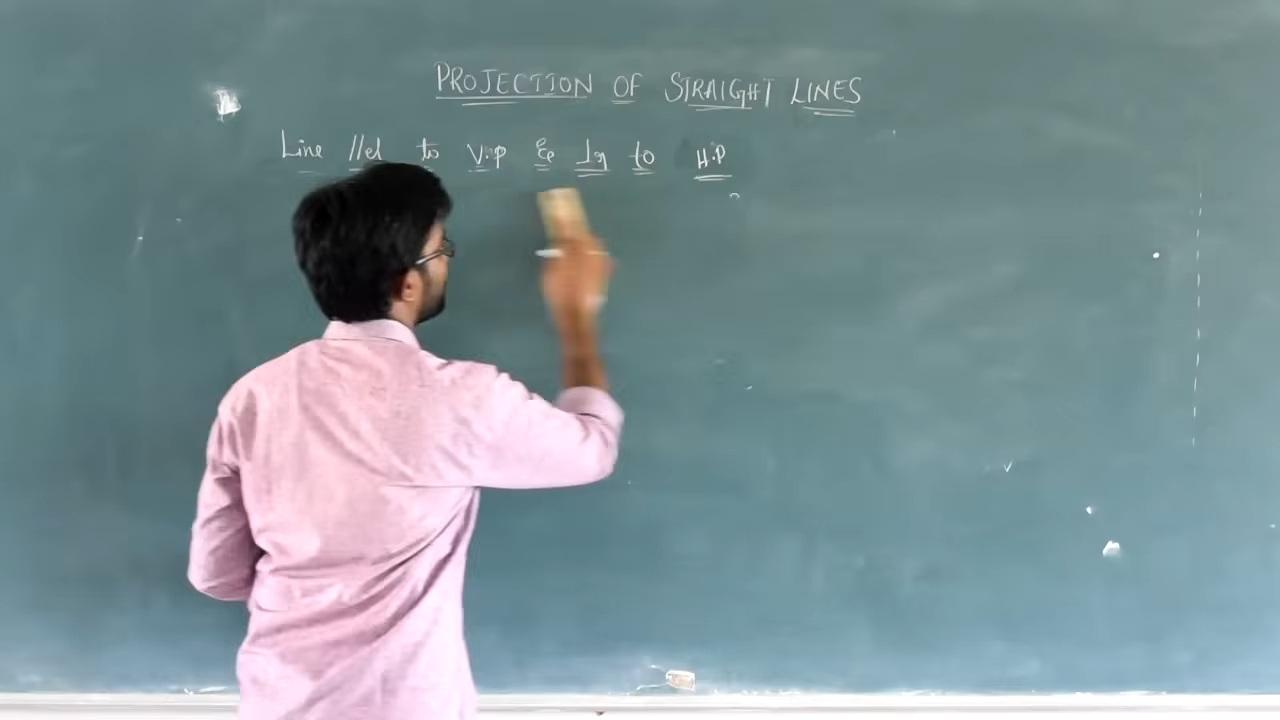 PROJECTION OF STRAIGHT LINES
Line //el to V.P & ⊥r to H.P